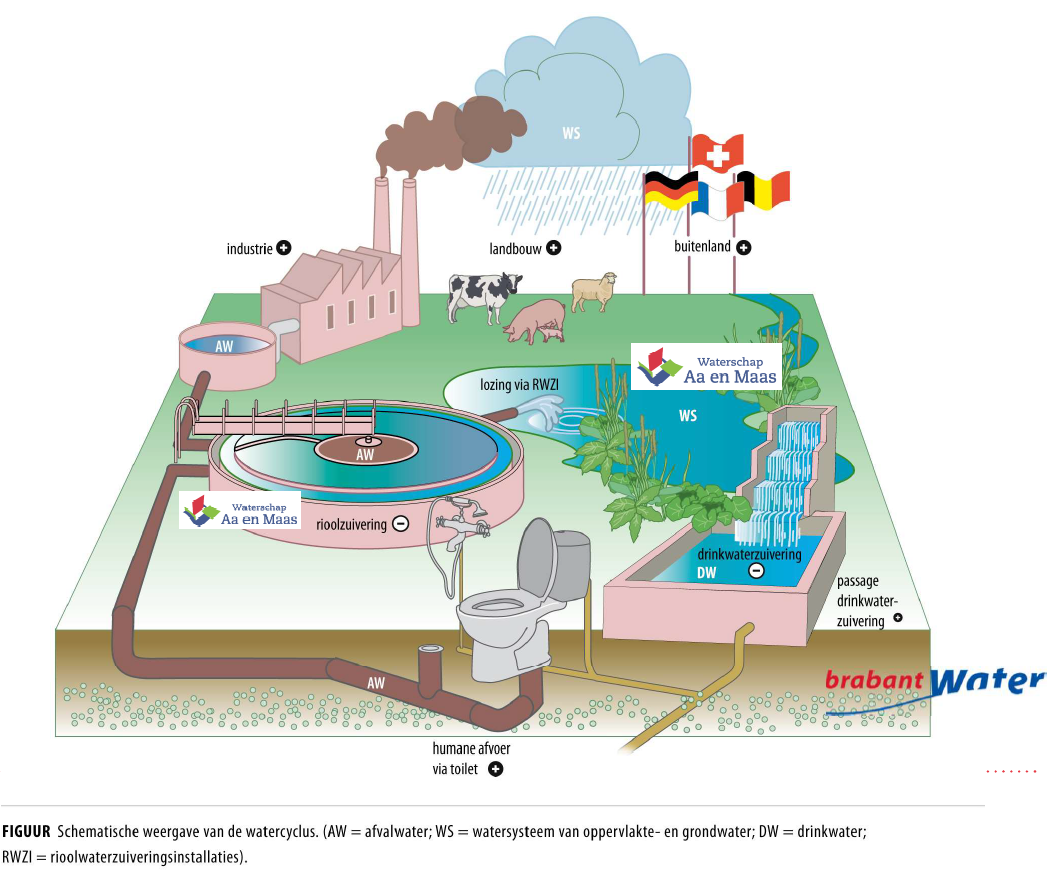 WS
industrie +
landbouw +
buitenland +
AW
Waterschap
Aa en Maas
lozing via RWZI
WS
AW
Waterschap
Aa en Maas
rioolzuivering −
drinkwaterzuivering
DW −
passage
drinkwater-
zuivering +
brabant Water
AW
humane afvoer
via toilet +
FIGUUR Schematische weergave van de watercyclus. (AW = afvalwater; WS = watersysteem van oppervlakte- en grondwater; DW = drinkwater;
RWZI = rioolwaterzuiveringsinstallaties).